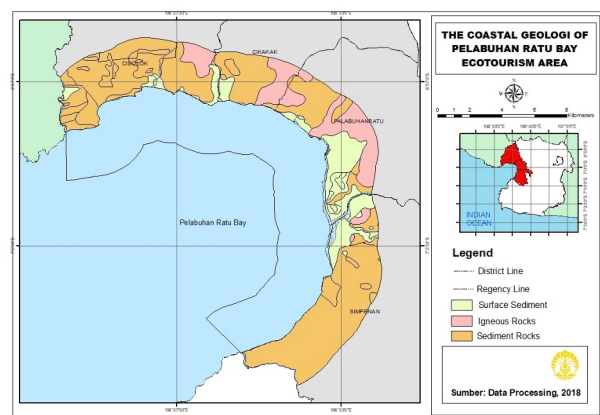 THE COASTAL GEOLOGI OF
PELABUHAN RATU BAY
ECOTOURISM AREA
N
W
E
S
0 1 2 4 6 8
Kilometers
INDIAN
OCEAN
Legend
District Line
Regency Line
Surface Sediment
Igneous Rocks
Sediment Rocks
Sumber: Data Processing, 2018
CIKAKAK
CISOLOK
PALABUHANRATU
Pelabuhan Ratu Bay
SIMPENAN